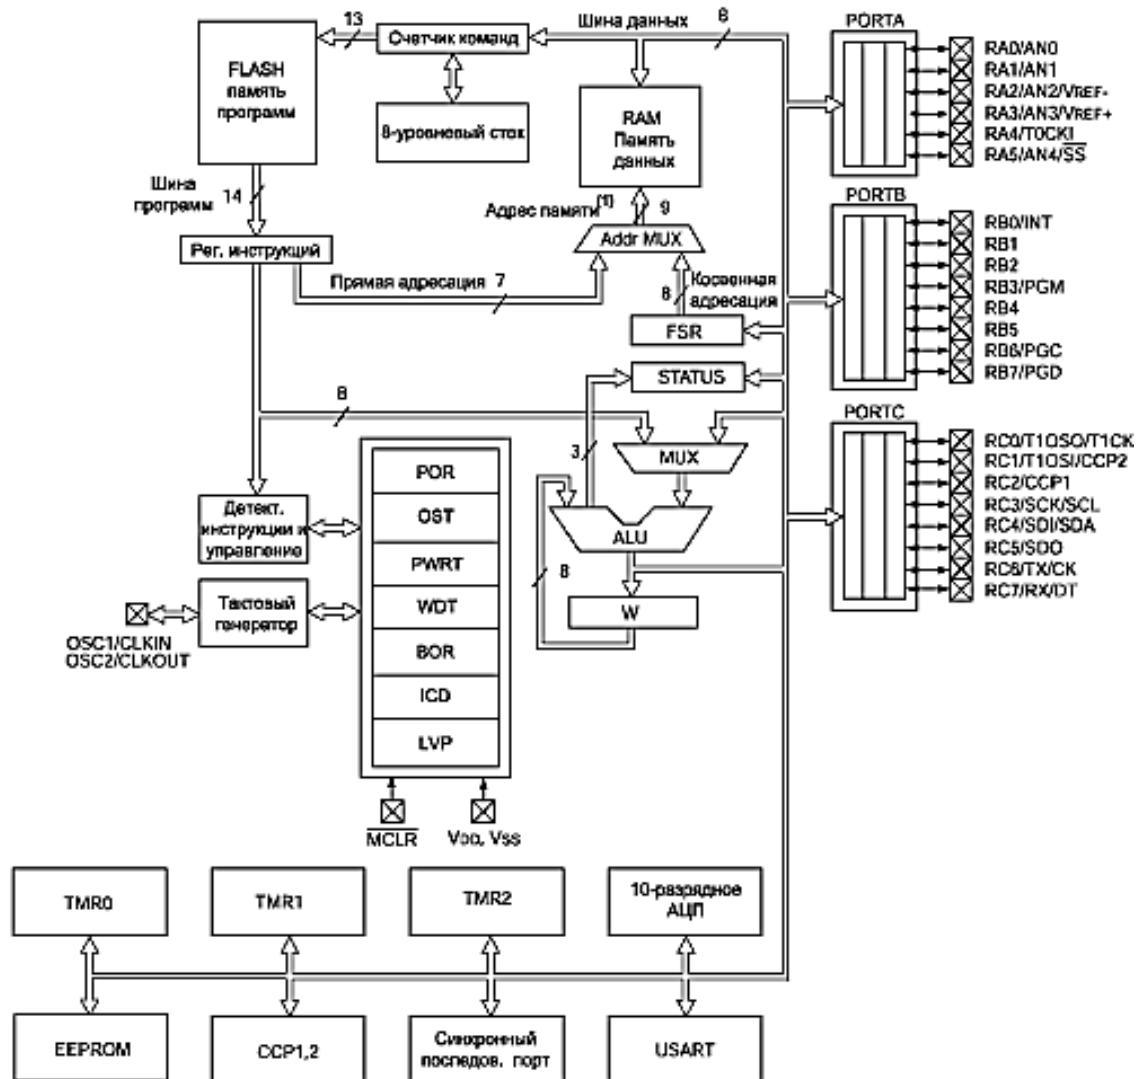 13
Шина данных
8
PORTA
Счетчик команд
FLASH
память
программ
8-уровневый стек
RAM
Память
данных
RA0/AN0
RA1/AN1
RA2/AN2/VREF-
RA3/AN3/VREF+
RA4/T0CKI
RA5/AN4/SS
Шина
программ
14
Адрес памяти(1)
9
PORTB
Рег. инструкций
Addr MUX
Прямая адресация
7
8
Косвенная
адресация
FSR
STATUS
RB0/INT
RB1
RB2
RB3/PGM
RB4
RB5
RB6/PGC
RB7/PGD
8
PORTC
3
MUX
ALU
8
W
RC0/T1OSO/T1CK
RC1/T1OSI/CCP2
RC2/CCP1
RC3/SCK/SCL
RC4/SDI/SDA
RC5/SDO
RC6/TX/CK
RC7/RX/DT
Детект.
инструкции и
управление
Тактовый
генератор
OSC1/CLKIN
OSC2/CLKOUT
POR
OST
PWRT
WDT
BOR
ICD
LVP
MCLR
VDD, VSS
TMR0
TMR1
TMR2
10-разрядное
АЦП
EEPROM
CCP1,2
Синхронный
последов. порт
USART